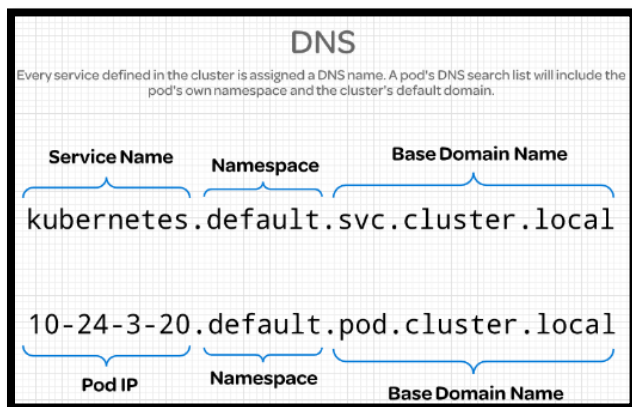 DNS
Every service defined in the cluster is assigned a DNS name. A pod's DNS search list will include the
pod's own namespace and the cluster's default domain.
Service Name Namespace Base Domain Name
kubernetes.default.svc.cluster.local
10-24-3-20.default.pod.cluster.local
Pod IP Namespace Base Domain Name